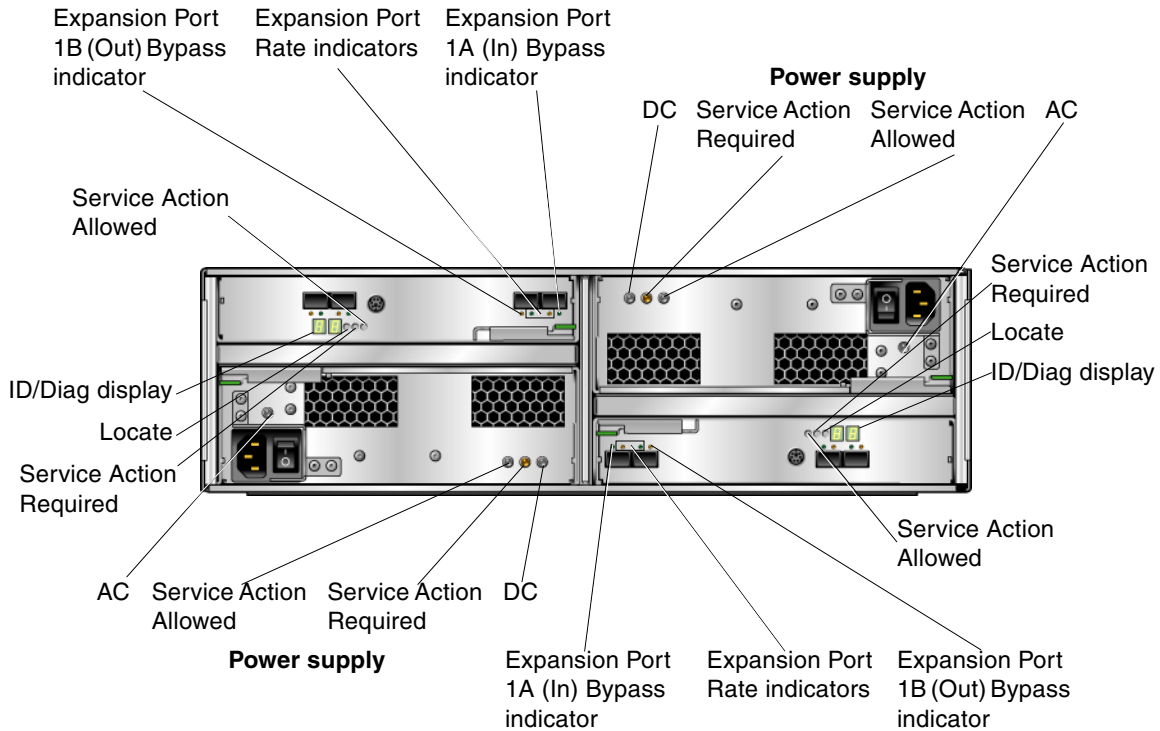 Expansion Port
1B (Out) Bypass
indicator
Expansion Port
Rate indicators
Expansion Port
1A (In) Bypass
indicator
Power supply
DC
Service Action
Required
Service Action
Allowed
AC
Service Action
Allowed
Service Action
Required
Locate
ID/Diag display
ID/Diag display
Locate
Service Action
Required
Service Action
Allowed
AC
Service Action
Allowed
Service Action
Required
DC
Power supply
Expansion Port
1A (In) Bypass
indicator
Expansion Port
Rate indicators
Expansion Port
1B (Out) Bypass
indicator